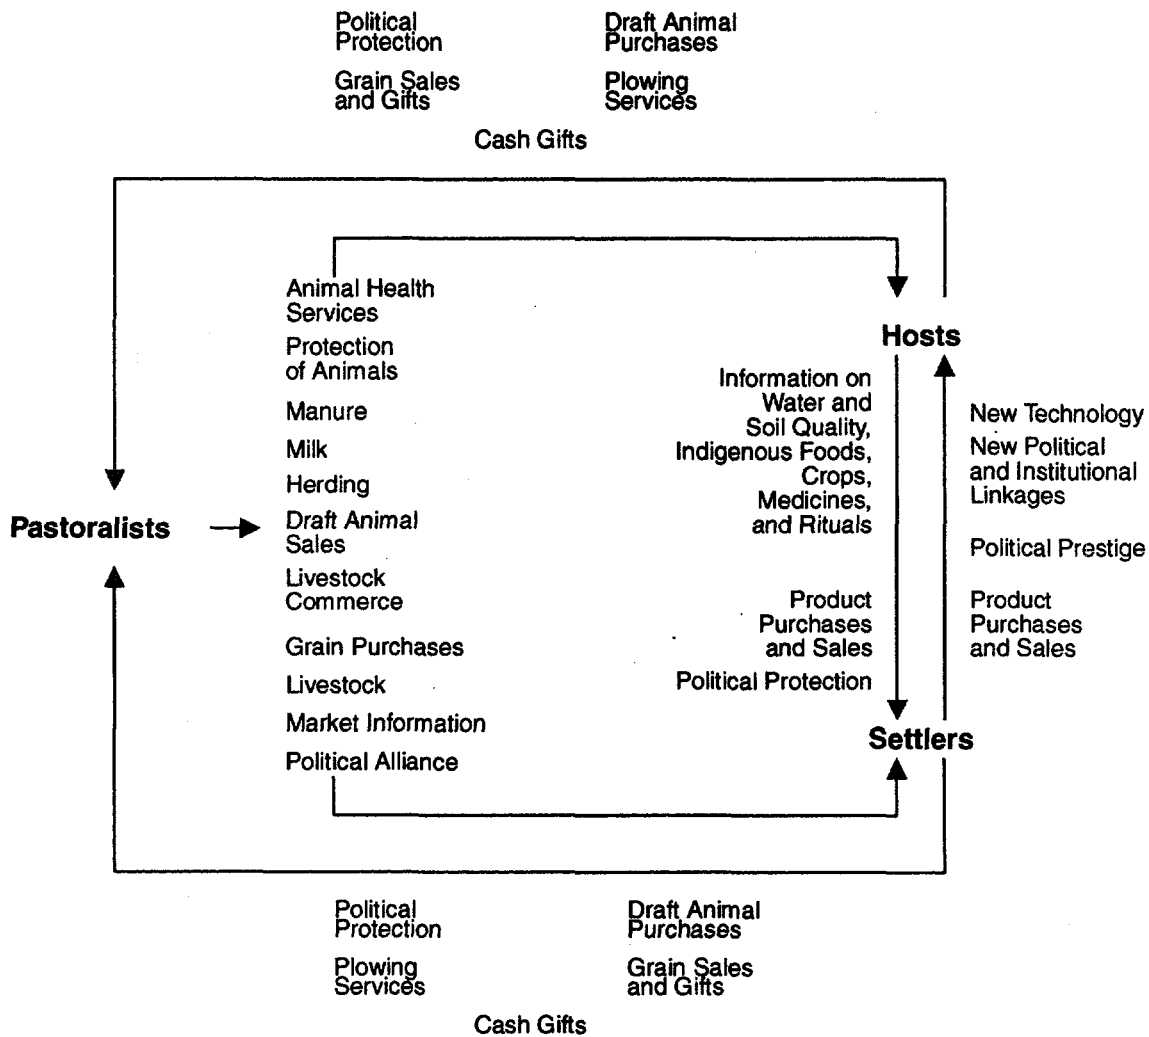 Political
Protection
Draft Animal
Purchases
Grain Sales
and Gifts
Plowing
Services
Cash Gifts
Animal Health
Services
Protection
of Animals
Manure
Milk
Herding
Draft Animal
Sales
Livestock
Commerce
Grain Purchases
Livestock
Market Information
Political Alliance
Pastoralists
Hosts
Information on
Water and
Soil Quality,
Indigenous Foods,
Crops,
Medicines,
and Rituals
Product
Purchases
and Sales
Political Protection
New Technology
New Political
and Institutional
Linkages
Political Prestige
Product
Purchases
and Sales
Settlers
Political
Protection
Draft Animal
Purchases
Plowing
Services
Grain Sales
and Gifts
Cash Gifts